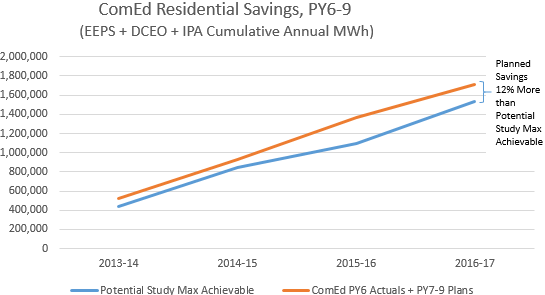 ComEd Residential Savings, PY6-9
(EEPS + DCEO + IPA Cumulative Annual MWh)
2,000,000
1,800,000
1,600,000
1,400,000
1,200,000
1,000,000
800,000
600,000
400,000
200,000
0
Planned
Savings
12% More
than
Potential
Study Max
Achievable
2013-14
2014-15
2015-16
2016-17
Potential Study Max Achievable
ComEd PY6 Actuals + PY7-9 Plans